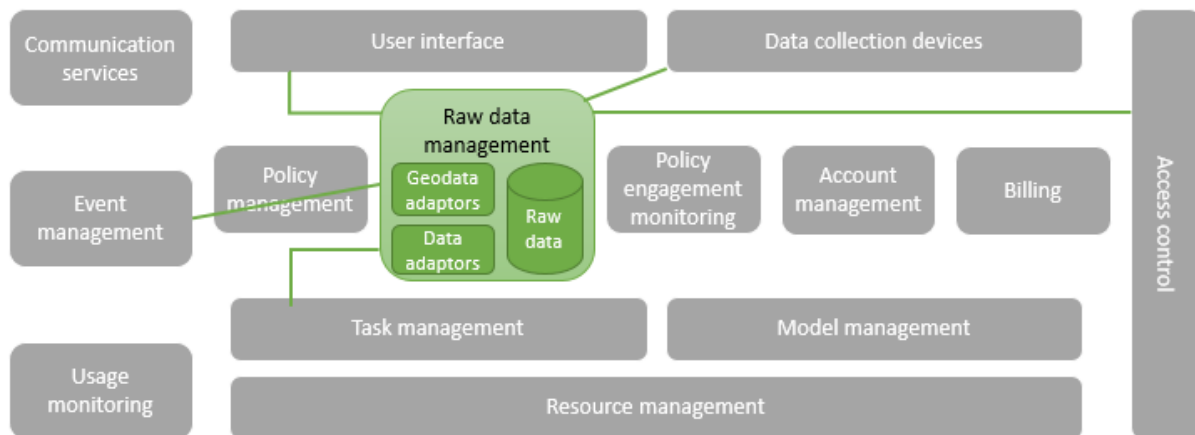 Communication
services
User interface
Data collection devices
Raw data
management
Geodata
adaptors
Data
adaptors
Raw
data
Event
management
Policy
management
Policy
engagement
monitoring
Account
management
Billing
Access control
Task management
Model management
Usage
monitoring
Resource management